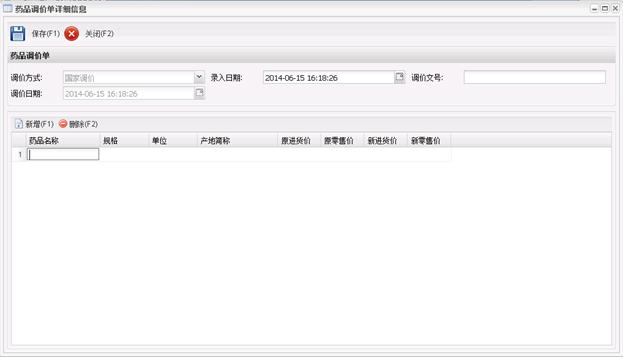 药品调价单详细信息
保存(F1) 关闭(F2)
药品调价单
调价方式: 国家调价 录入日期: 2014-06-15 16:18:26 调价文号:
调价日期: 2014-06-15 16:18:26
新增(F1) 删除(F2)
药品名称 规格 单位 产地简称 原进货价 原零售价 新进货价 新零售价
1